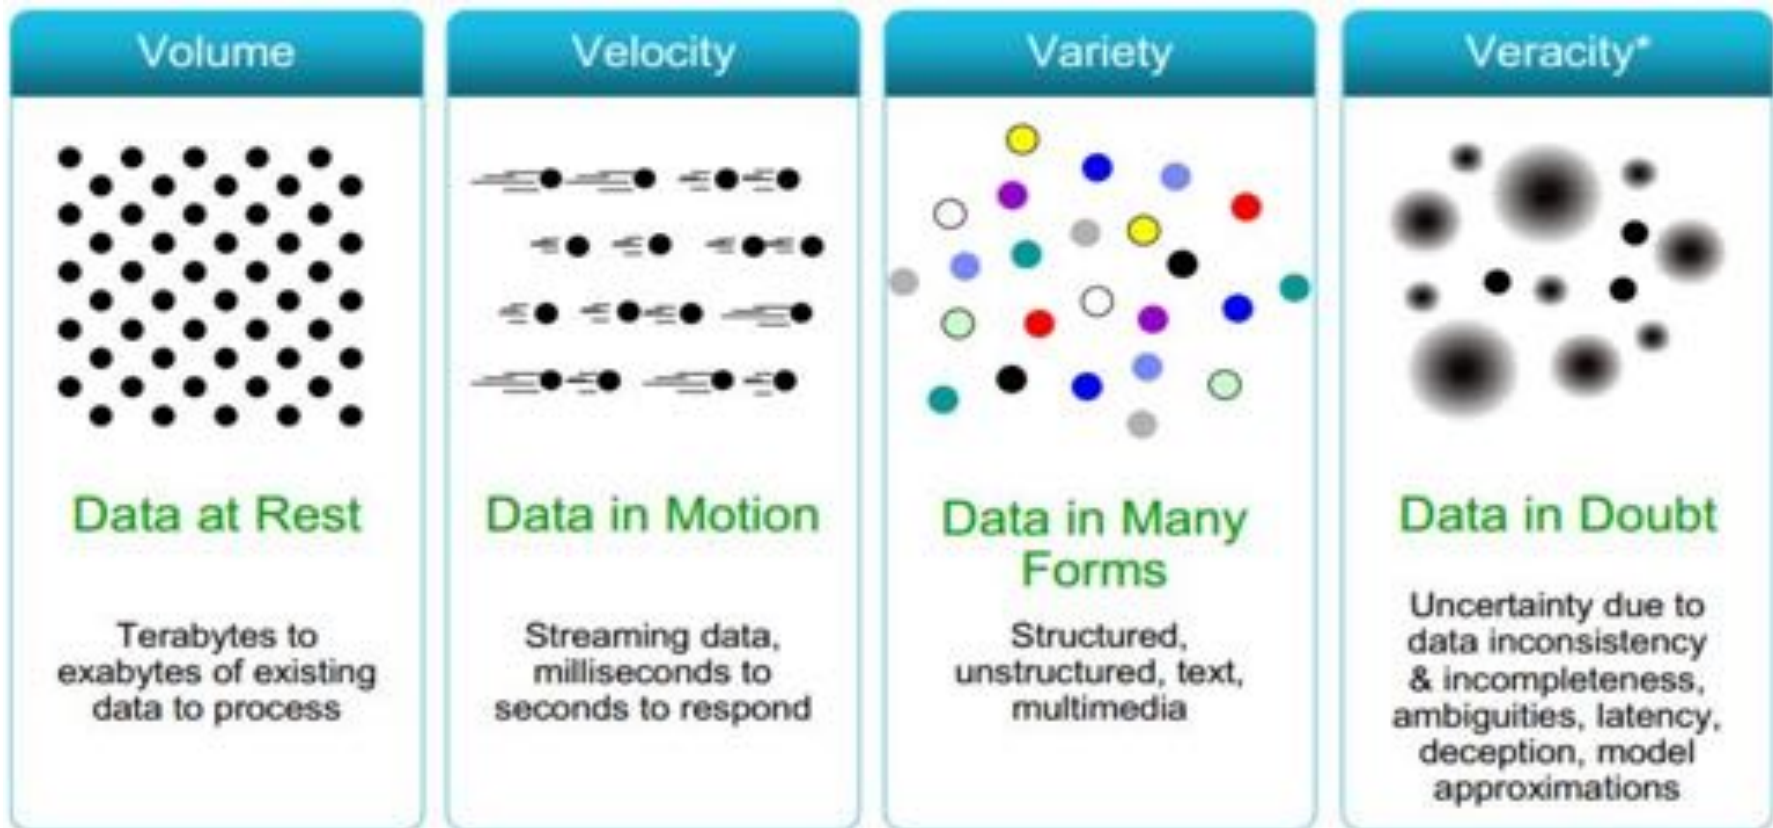 Volume
Data at Rest
Terabytes to
exabytes of existing
data to process
Velocity
Data in Motion
Streaming data,
milliseconds to
seconds to respond
Variety
Data in Many
Forms
Structured,
unstructured, text,
multimedia
Veracity*
Data in Doubt
Uncertainty due to
data inconsistency
& incompleteness,
ambiguities, latency,
deception, model
approximations